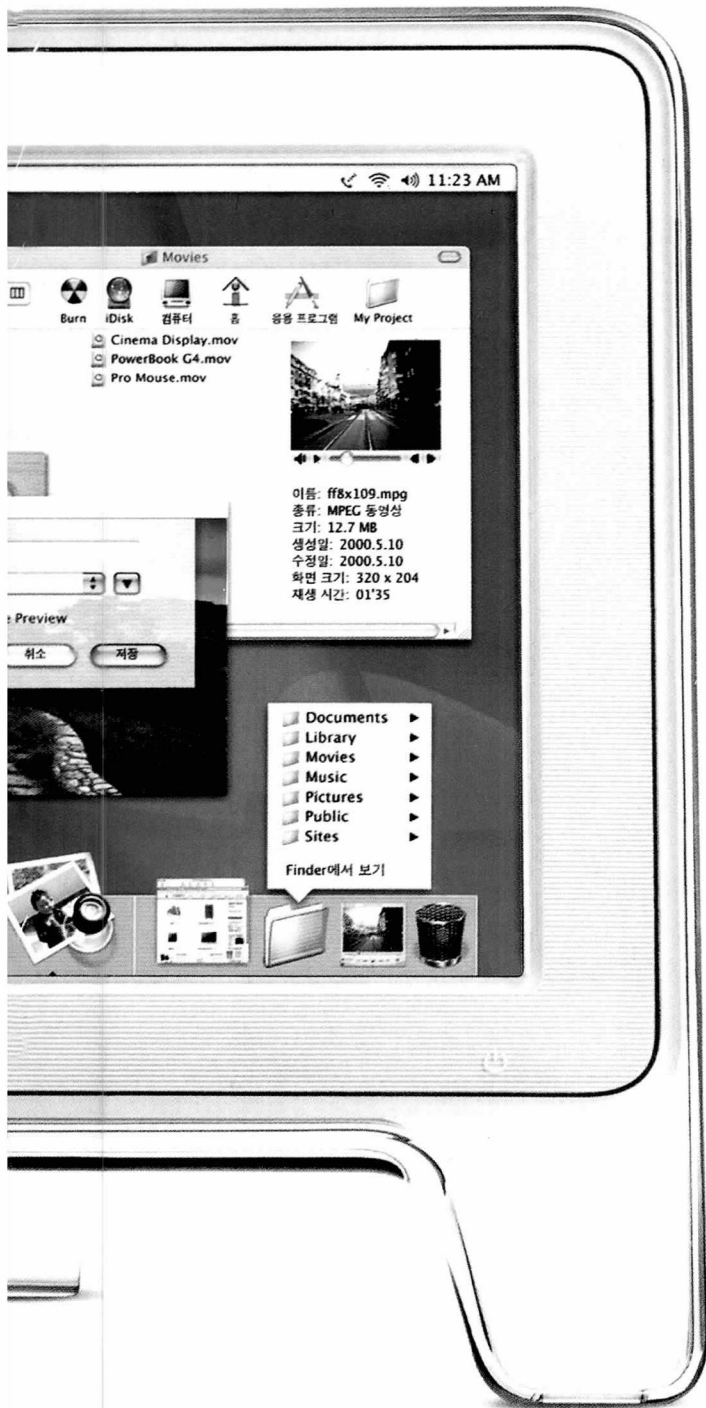 11:23 AM
Movies
Burn iDisk 컴퓨터 홈 응용 프로그램 My Project
Cinema Display.mov
PowerBook G4.mov
Pro Mouse.mov
이름: ff8x109.mpg
종류: MPEG 동영상
크기: 12.7 MB
생성일: 2000.5.10
수정일: 2000.5.10
화면 크기: 320 x 204
재생 시간: 01'35
Preview
취소 저장
Documents
Library
Movies
Music
Pictures
Public
Sites
Finder에서 보기